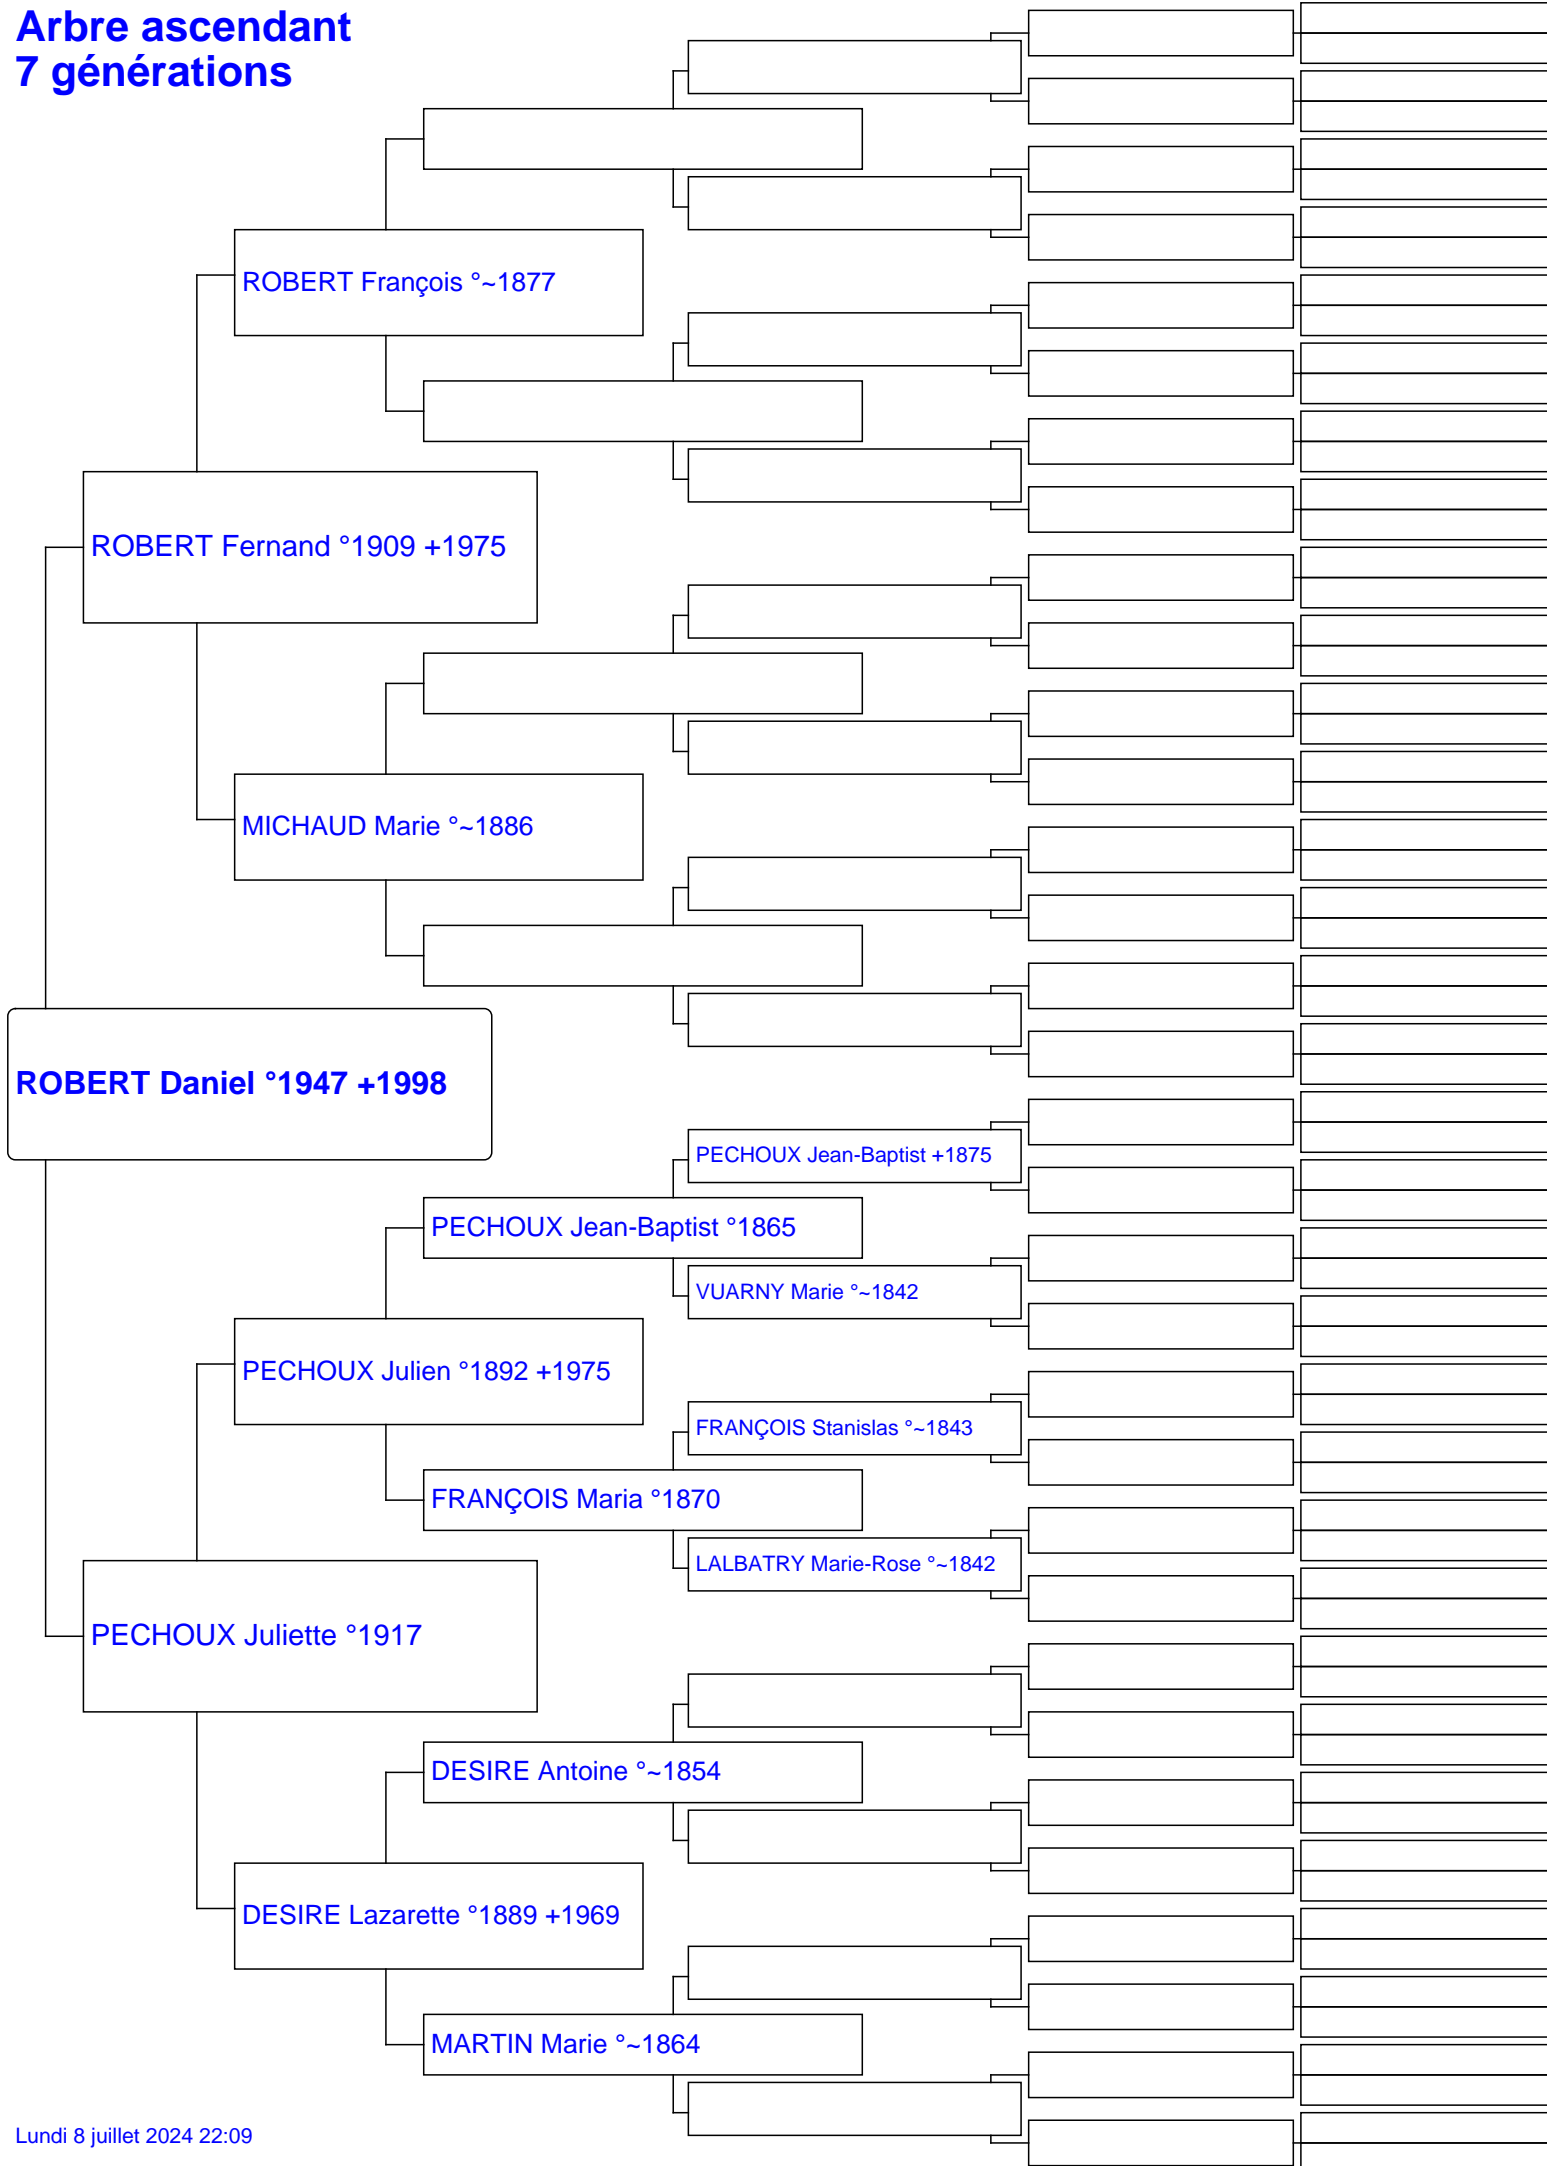 Arbre ascendant
7 générations
ROBERT François °~1877
ROBERT Fernand °1909 +1975
MICHAUD Marie °~1886
ROBERT Daniel °1947 +1998
PECHOUX Jean-Baptist +1875
PECHOUX Jean-Baptist °1865
VUARNY Marie °~1842
PECHOUX Julien °1892 +1975
FRANÇOIS Stanislas °~1843
FRANÇOIS Maria °1870
LALBATRY Marie-Rose °~1842
PECHOUX Juliette °1917
DESIRE Antoine °~1854
DESIRE Lazarette °1889 +1969
MARTIN Marie °~1864
Lundi 8 juillet 2024 22:09